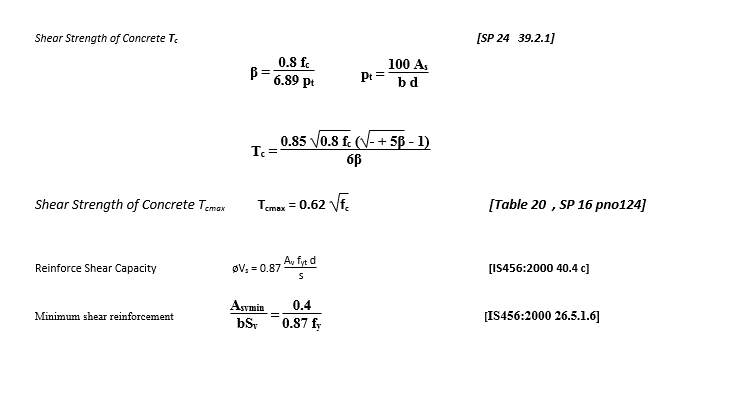 Shear Strength of Concrete Tc [SP 24 39.2.1]
β = 0.8 fc / 6.89 pt pt = 100 As / b d
Tc = 0.85 √0.8 fc (√- + 5β - 1) / 6β
Shear Strength of Concrete Tcmax Tcmax = 0.62 √fc [Table 20 , SP 16 pno124]
Reinforce Shear Capacity øVs = 0.87 Av fyt d / s [IS456:2000 40.4 c]
Minimum shear reinforcement Asvmin / bSv = 0.4 / 0.87 fy [IS456:2000 26.5.1.6]